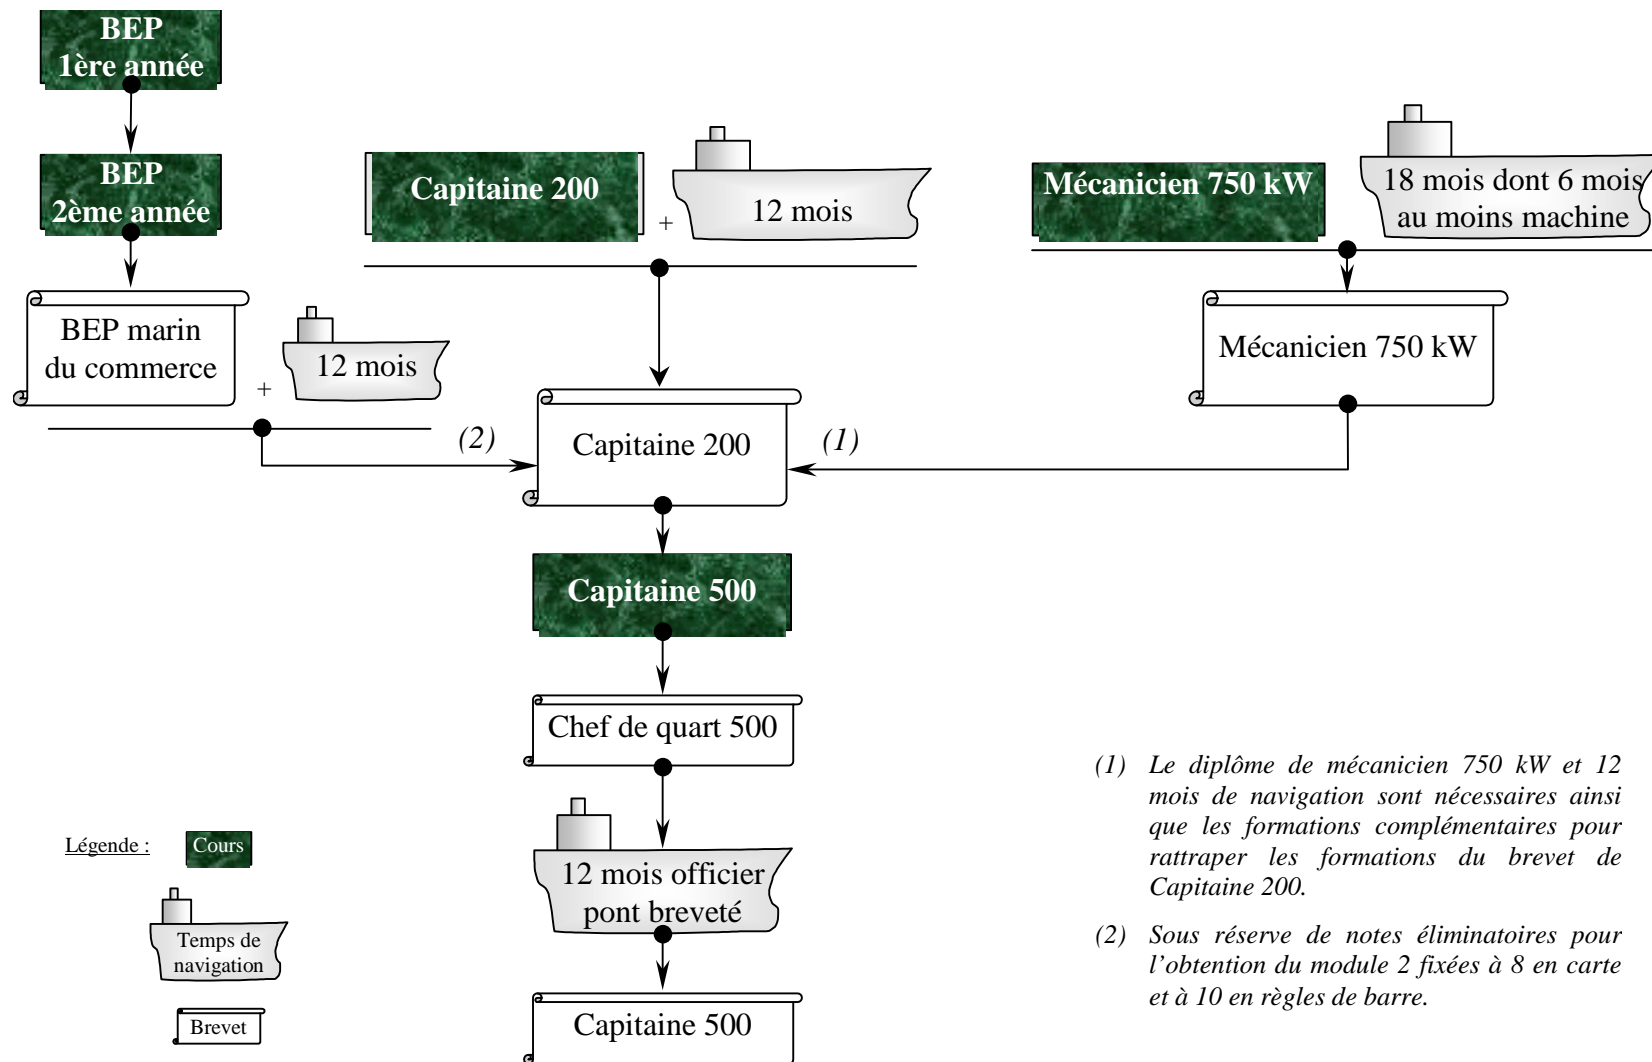 BEP
1ère année
BEP
2ème année
BEP marin
du commerce
+
12 mois
(2)
Capitaine 200
+
12 mois
Capitaine 200
(1)
Mécanicien 750 kW
18 mois dont 6 mois
au moins machine
Mécanicien 750 kW
Capitaine 500
Chef de quart 500
12 mois officier
pont breveté
Capitaine 500
Légende :
Cours
Temps de
navigation
Brevet
(1) Le diplôme de mécanicien 750 kW et 12
mois de navigation sont nécessaires ainsi
que les formations complémentaires pour
rattraper les formations du brevet de
Capitaine 200.
(2) Sous réserve de notes éliminatoires pour
l'obtention du module 2 fixées à 8 en carte
et à 10 en règles de barre.